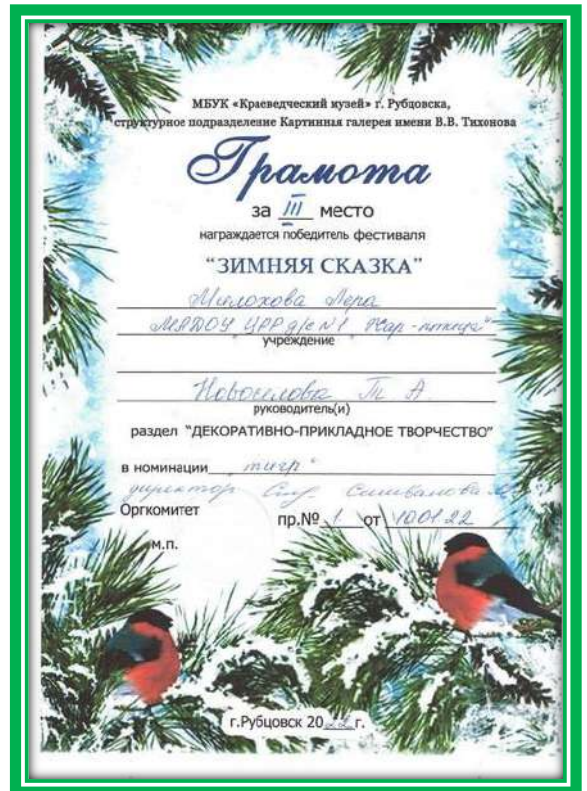 МБУК «Краеведческий музей» г. Рубцовска,
структурное подразделение Картинная галерея имени В.В. Тихонова
Грамота
за III место
награждается победитель фестиваля
"ЗИМНЯЯ СКАЗКА"
Милохова Лера
МАДОУ ЦРР д/с №1 "Жар-птица"
учреждение
Новоселова Т. А.
руководитель(и)
раздел "ДЕКОРАТИВНО-ПРИКЛАДНОЕ ТВОРЧЕСТВО"
в номинации "тигр"
директор
Оргкомитет пр.№ 1 от 10.01.22
м.п.
г.Рубцовск 2022 г.